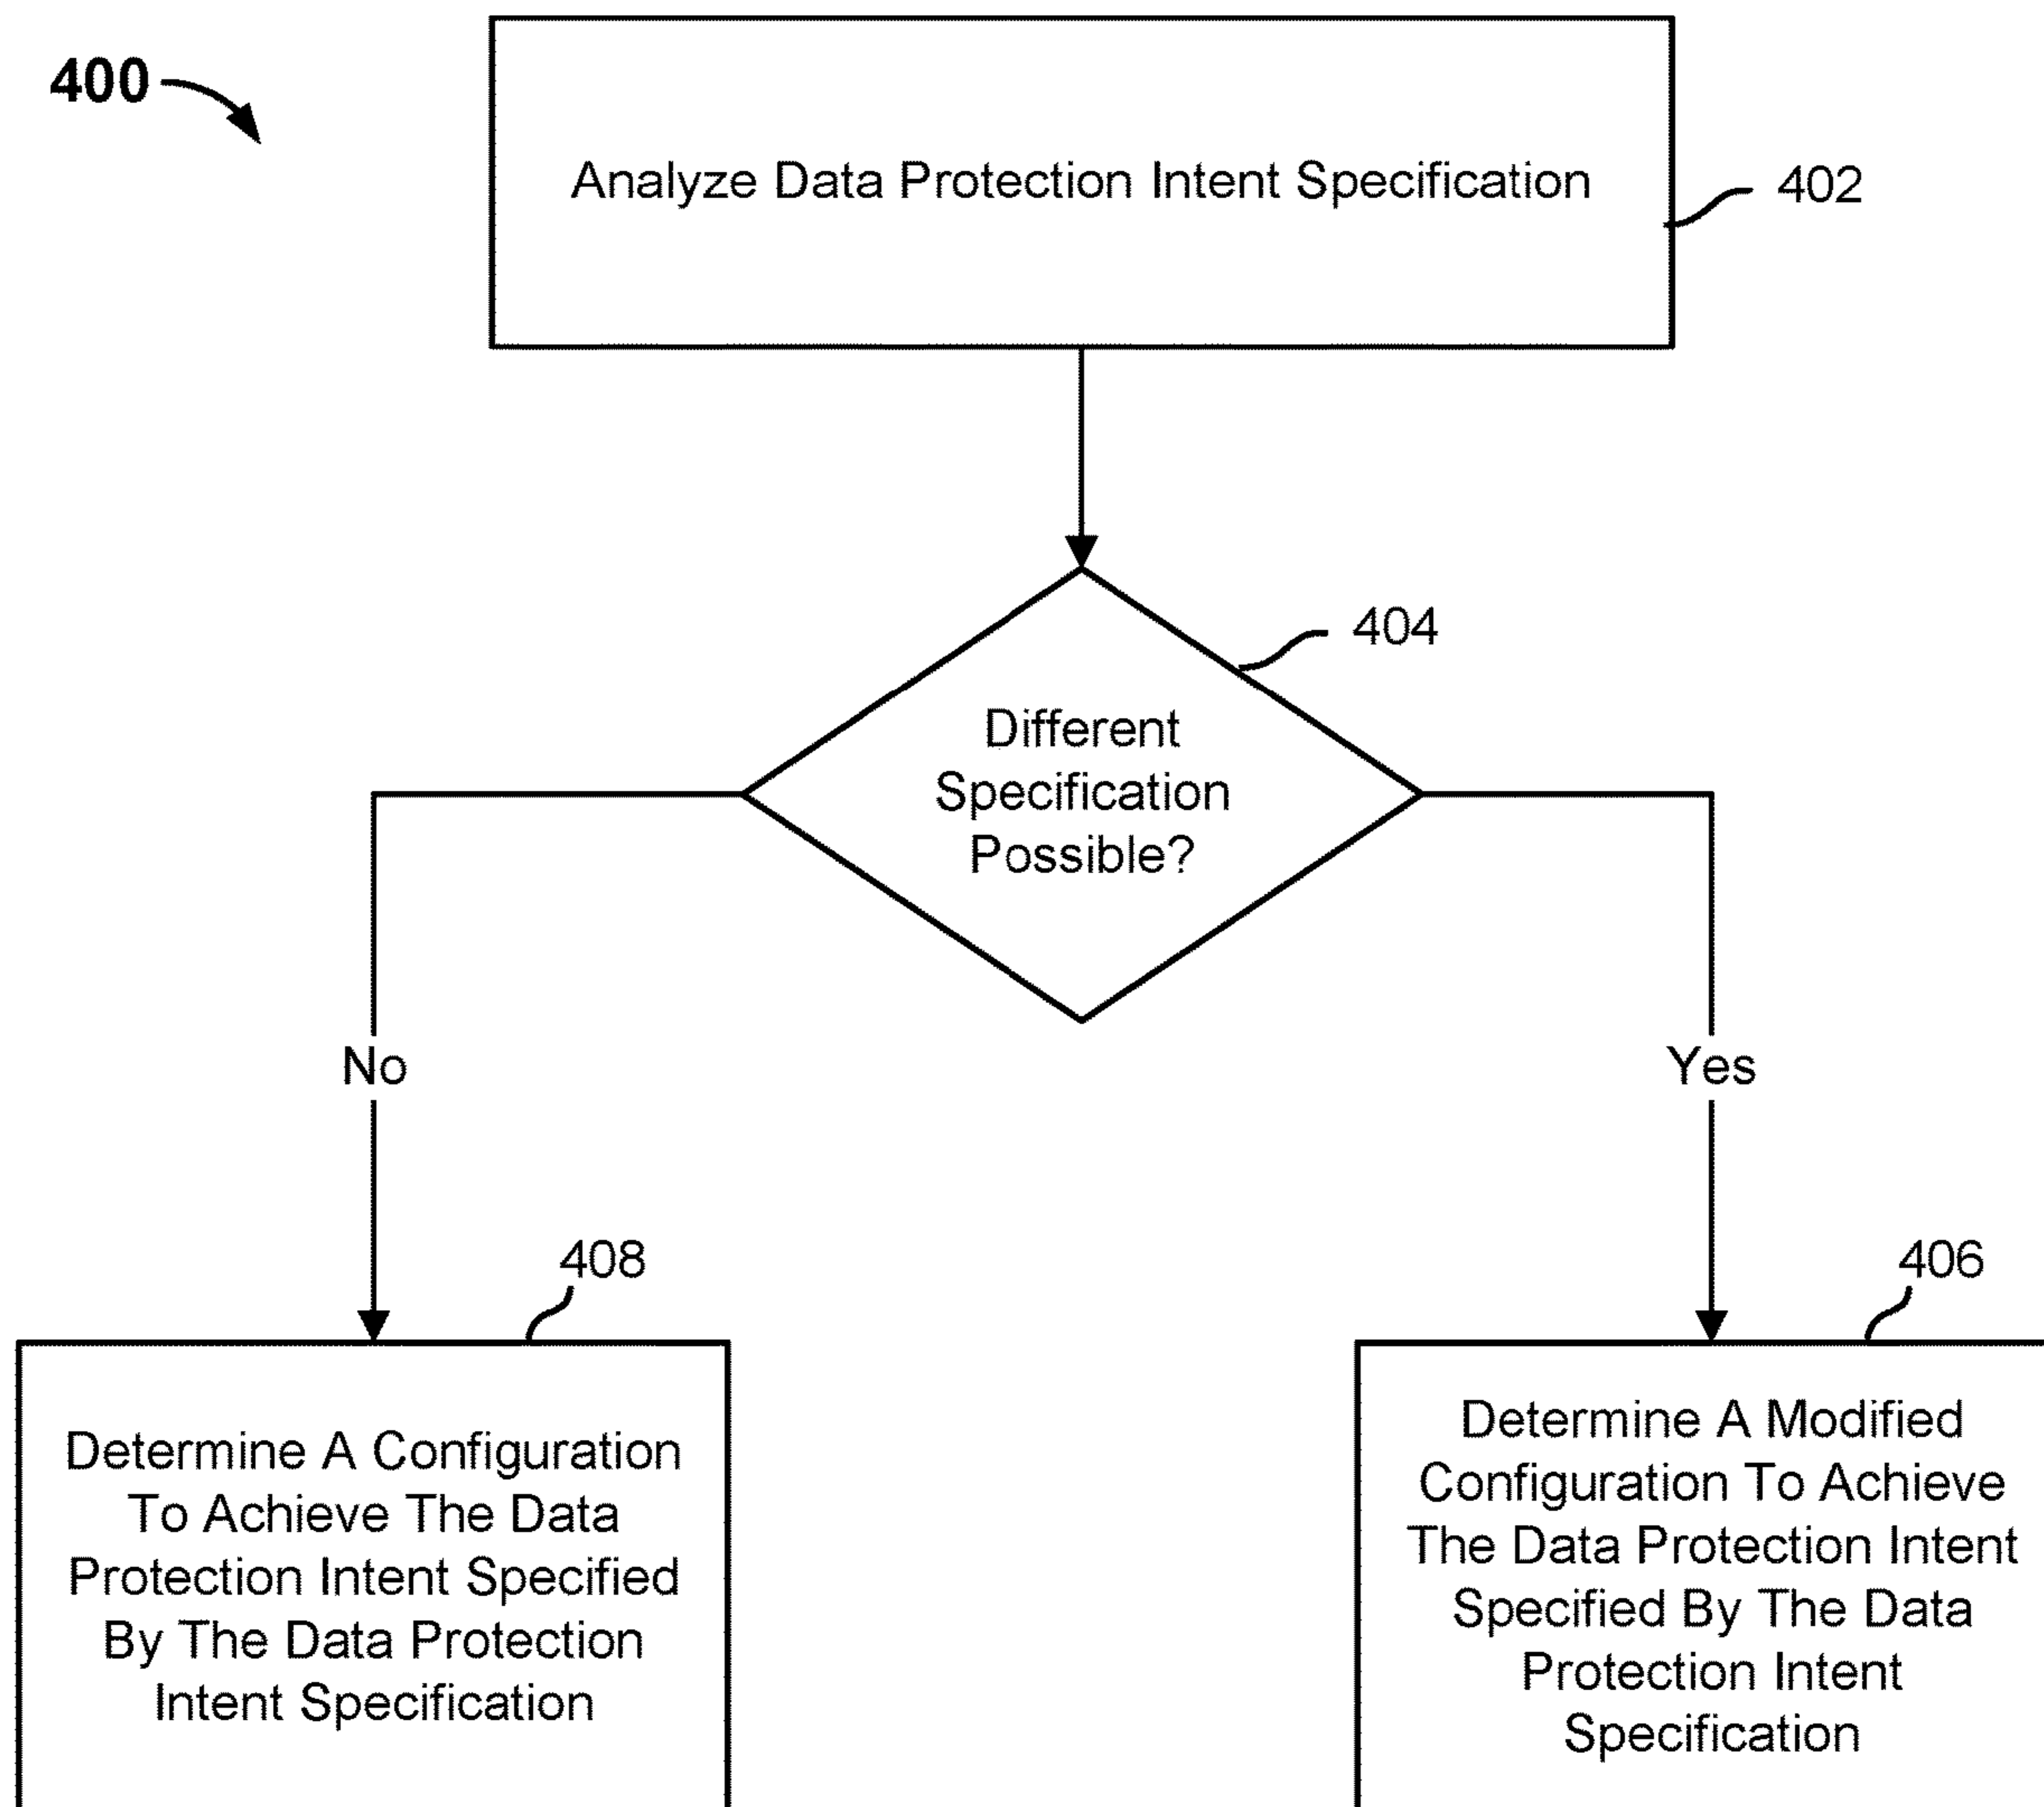 400
Analyze Data Protection Intent Specification
402
404
Different
Specification
Possible?
No
Yes
408
406
Determine A Configuration
To Achieve The Data
Protection Intent Specified
By The Data Protection
Intent Specification
Determine A Modified
Configuration To Achieve
The Data Protection Intent
Specified By The Data
Protection Intent
Specification